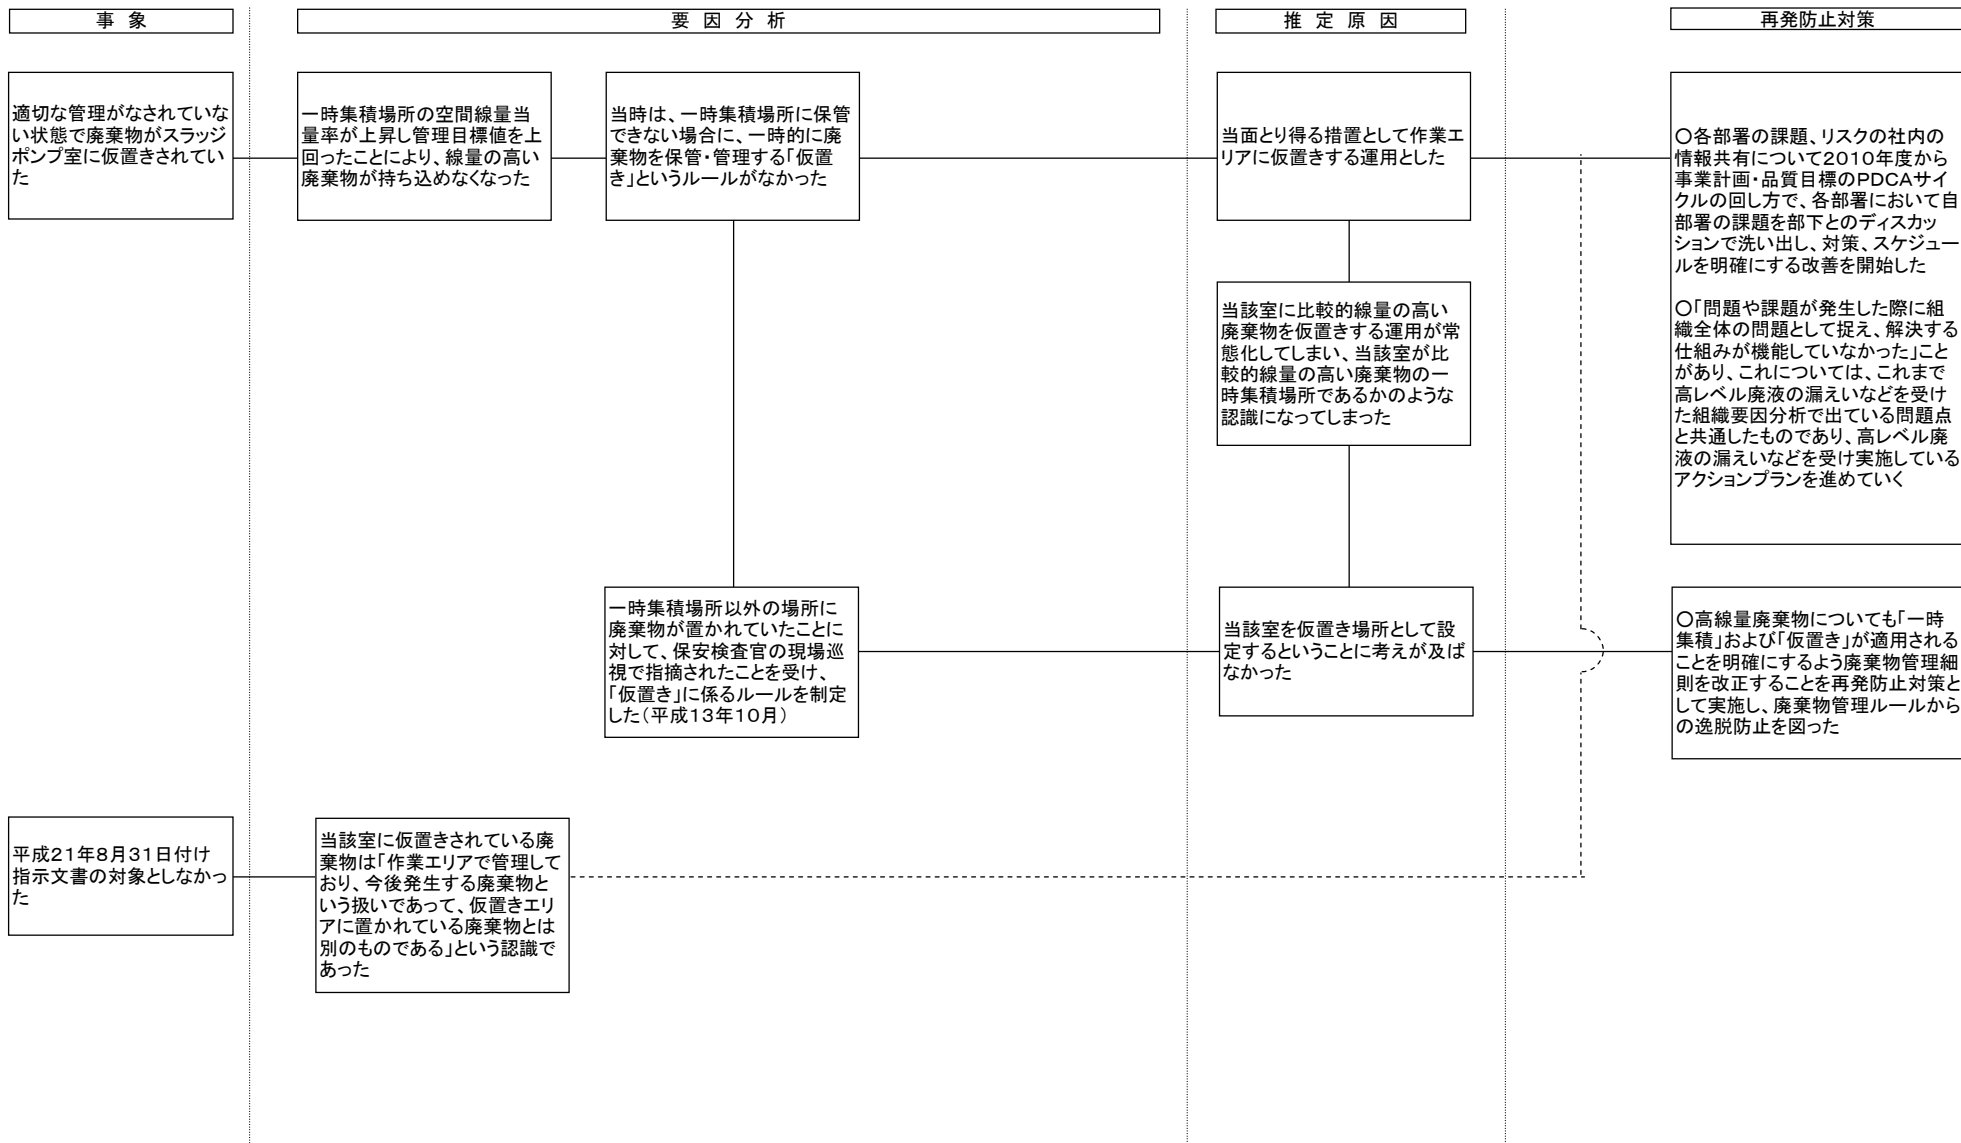 事 象
要 因 分 析
推 定 原 因
再発防止対策
適切な管理がなされていな
い状態で廃棄物がスラッジ
ポンプ室に仮置きされてい
た
一時集積場所の空間線量当
量率が上昇し管理目標値を上
回ったことにより、線量の高い
廃棄物が持ち込めなくなった
当時は、一時集積場所に保管
できない場合に、一時的に廃
棄物を保管・管理する「仮置
き」というルールがなかった
当面とり得る措置として作業エ
リアに仮置きする運用とした
〇各部署の課題、リスクの社内の
情報共有について2010年度から
事業計画・品質目標のPDCAサイ
クルの回し方で、各部署において自
部署の課題を部下とのディスカッ
ションで洗い出し、対策、スケジュー
ルを明確にする改善を開始した
〇「問題や課題が発生した際に組
織全体の問題として捉え、解決する
仕組みが機能していなかった」こと
があり、これについては、これまで
高レベル廃液の漏えいなどを受け
た組織要因分析で出ている問題点
と共通したものであり、高レベル廃
液の漏えいなどを受け実施している
アクションプランを進めていく
当該室に比較的線量の高い
廃棄物を仮置きする運用が常
態化してしまい、当該室が比
較的線量の高い廃棄物の一
時集積場所であるかのような
認識になってしまった
一時集積場所以外の場所に
廃棄物が置かれていたことに
対して、保安検査官の現場巡
視で指摘されたことを受け、
「仮置き」に係るルールを制定
した（平成13年10月）
当該室を仮置き場所として設
定するということに考えが及ば
なかった
〇高線量廃棄物についても「一時
集積」および「仮置き」が適用される
ことを明確にするよう廃棄物管理細
則を改正することを再発防止対策と
して実施し、廃棄物管理ルールから
の逸脱防止を図った
平成21年8月31日付け
指示文書の対象としなかっ
た
当該室に仮置きされている廃
棄物は「作業エリアで管理して
おり、今後発生する廃棄物と
いう扱いであって、仮置きエリ
アに置かれている廃棄物とは
別のものである」という認識で
あった